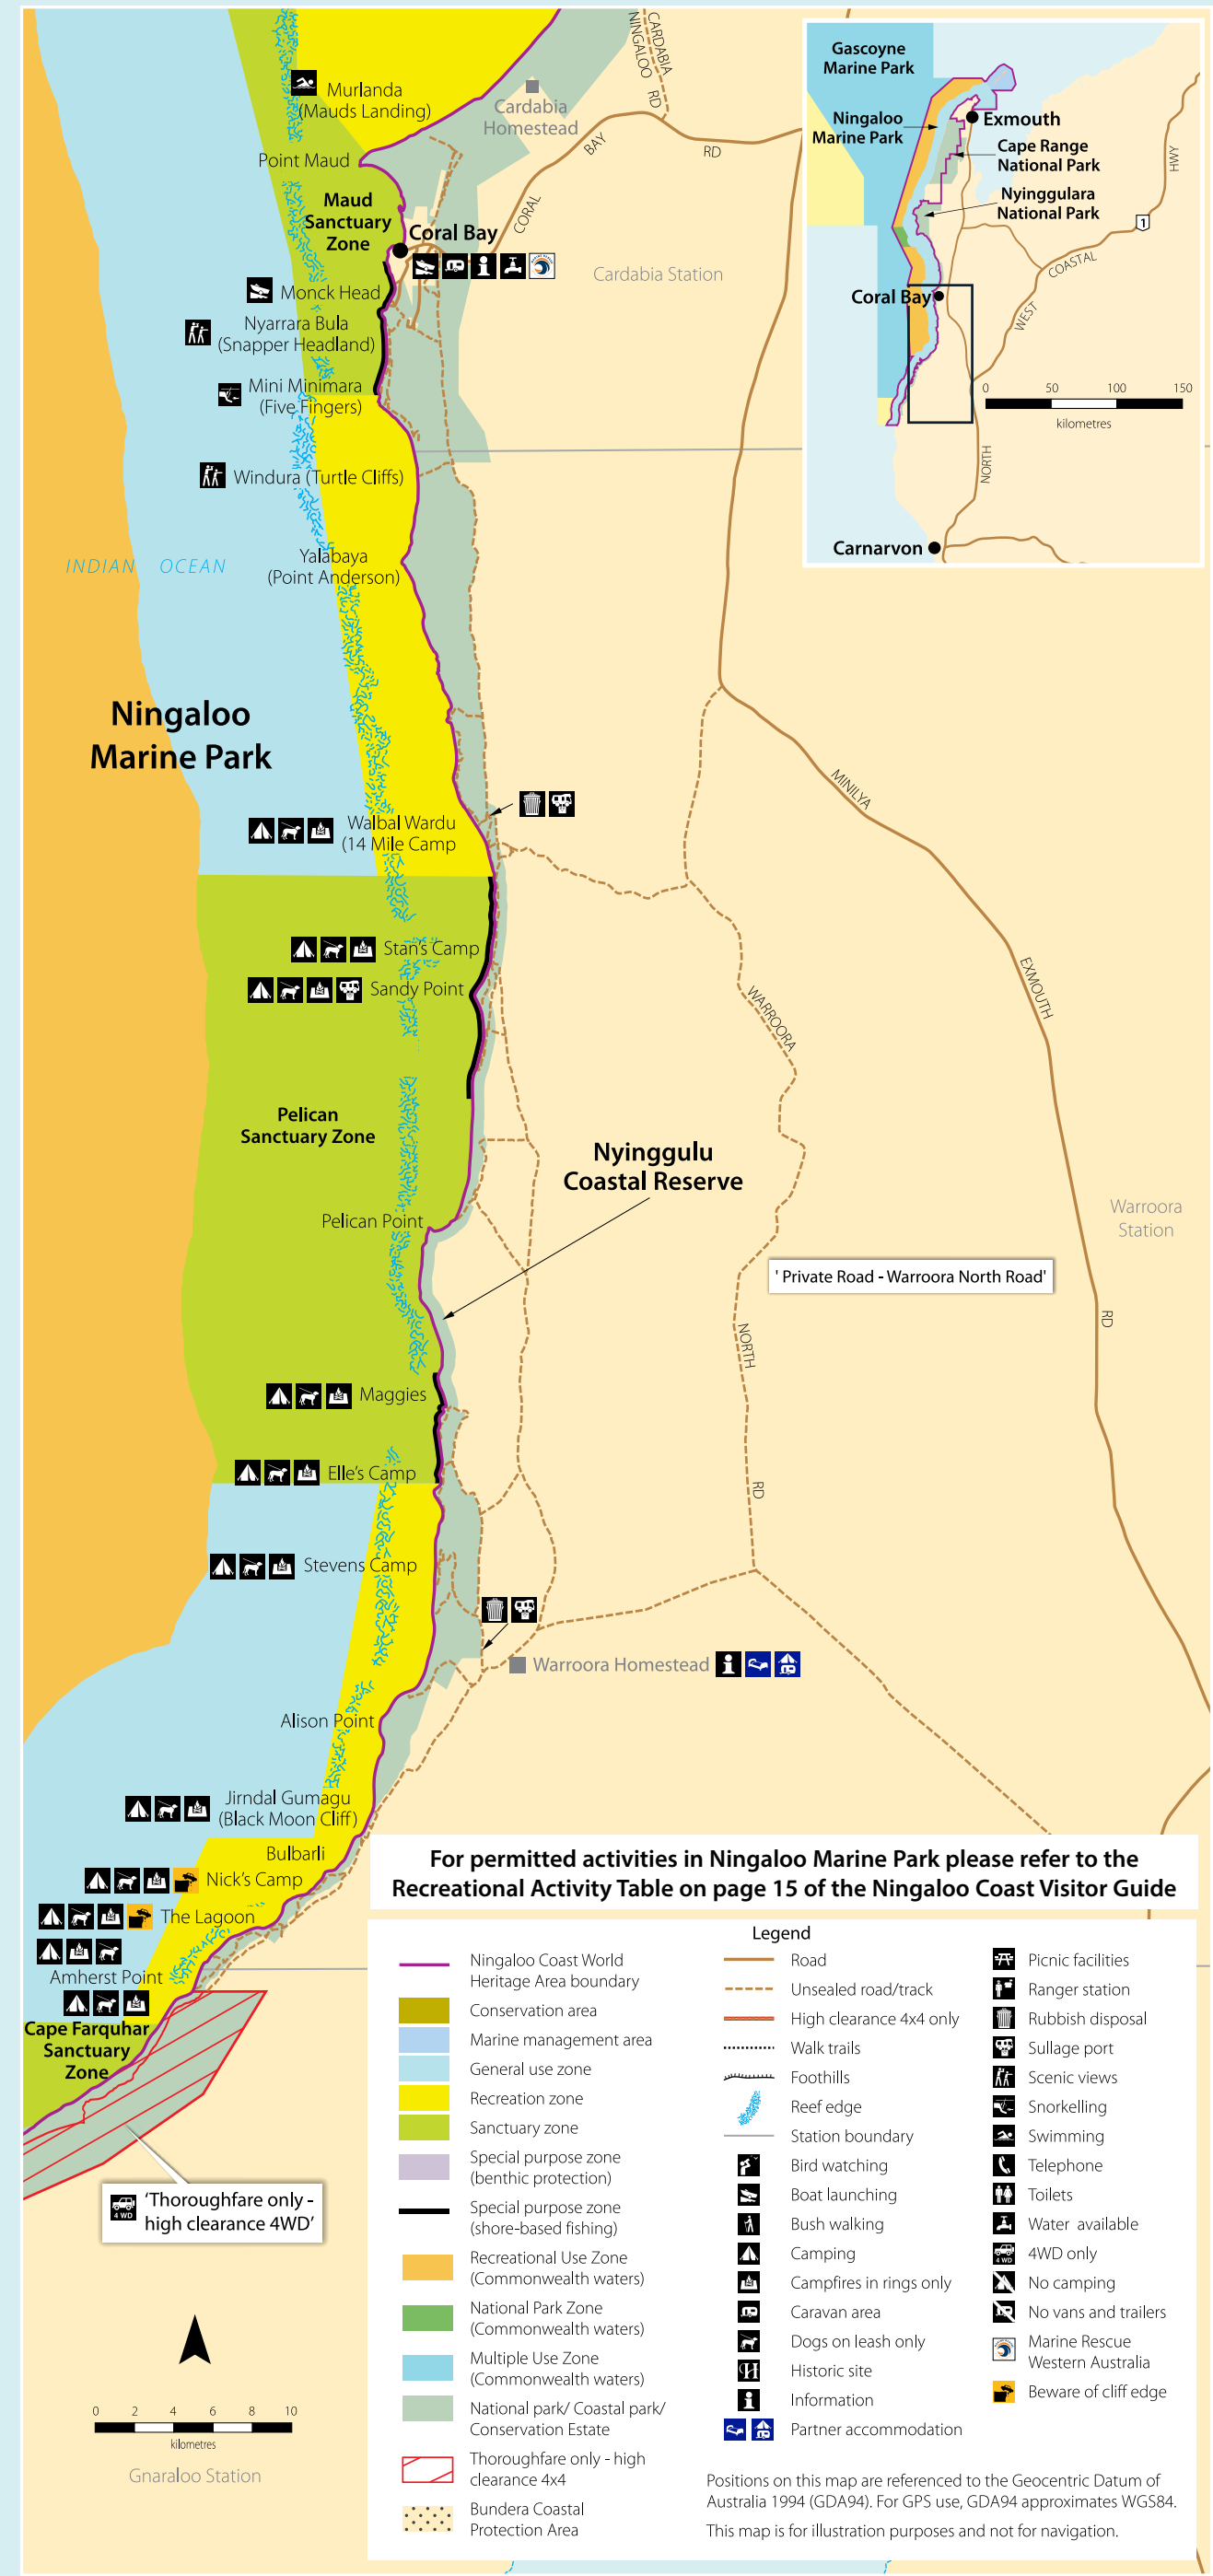 Murlanda
(Mauds Landing)
Cardabia
Homestead
CARDABIA
NINGALOO RD
Point Maud
BAY
RD
CORAL
Maud
Sanctuary
Zone
Coral Bay
Cardabia Station
Monck Head
Nyarrara Bula
(Snapper Headland)
Mini Minimara
(Five Fingers)
Windura (Turtle Cliffs)
Yalabaya
(Point Anderson)
INDIAN OCEAN
Gascoyne
Marine Park
Ningaloo
Marine Park
Exmouth
Cape Range
National Park
Nyinggulara
National Park
HWY
1
COASTAL
WEST
Coral Bay
0 50 100 150
kilometres
NORTH
Carnarvon
Ningaloo
Marine Park
MINILYA
Walbal Wardu
(14 Mile Camp
Stan's Camp
Sandy Point
EXMOUTH
WARROORA
Pelican
Sanctuary Zone
Nyinggulu
Coastal Reserve
Pelican Point
Warroora
Station
' Private Road - Warroora North Road'
RD
NORTH
Maggies
Elle's Camp
RD
Stevens Camp
Warroora Homestead
Alison Point
Jirndal Gumagu
(Black Moon Cliff)
Bulbarli
Nick's Camp
The Lagoon
Amherst Point
Cape Farquhar
Sanctuary
Zone
4 WD
'Thoroughfare only -
high clearance 4WD'
0 2 4 6 8 10
kilometres
Gnaraloo Station
For permitted activities in Ningaloo Marine Park please refer to the
Recreational Activity Table on page 15 of the Ningaloo Coast Visitor Guide
Legend
Ningaloo Coast World
Heritage Area boundary
Conservation area
Marine management area
General use zone
Recreation zone
Sanctuary zone
Special purpose zone
(benthic protection)
Special purpose zone
(shore-based fishing)
Recreational Use Zone
(Commonwealth waters)
National Park Zone
(Commonwealth waters)
Multiple Use Zone
(Commonwealth waters)
National park/ Coastal park/
Conservation Estate
Thoroughfare only - high
clearance 4x4
Bundera Coastal
Protection Area
Road
Unsealed road/track
High clearance 4x4 only
Walk trails
Foothills
Reef edge
Station boundary
Bird watching
Boat launching
Bush walking
Camping
Campfires in rings only
Caravan area
Dogs on leash only
Historic site
Information
Partner accommodation
Picnic facilities
Ranger station
Rubbish disposal
Sullage port
Scenic views
Snorkelling
Swimming
Telephone
Toilets
Water available
4 WD
4WD only
No camping
No vans and trailers
Marine Rescue
Western Australia
Beware of cliff edge
Positions on this map are referenced to the Geocentric Datum of
Australia 1994 (GDA94). For GPS use, GDA94 approximates WGS84.
This map is for illustration purposes and not for navigation.